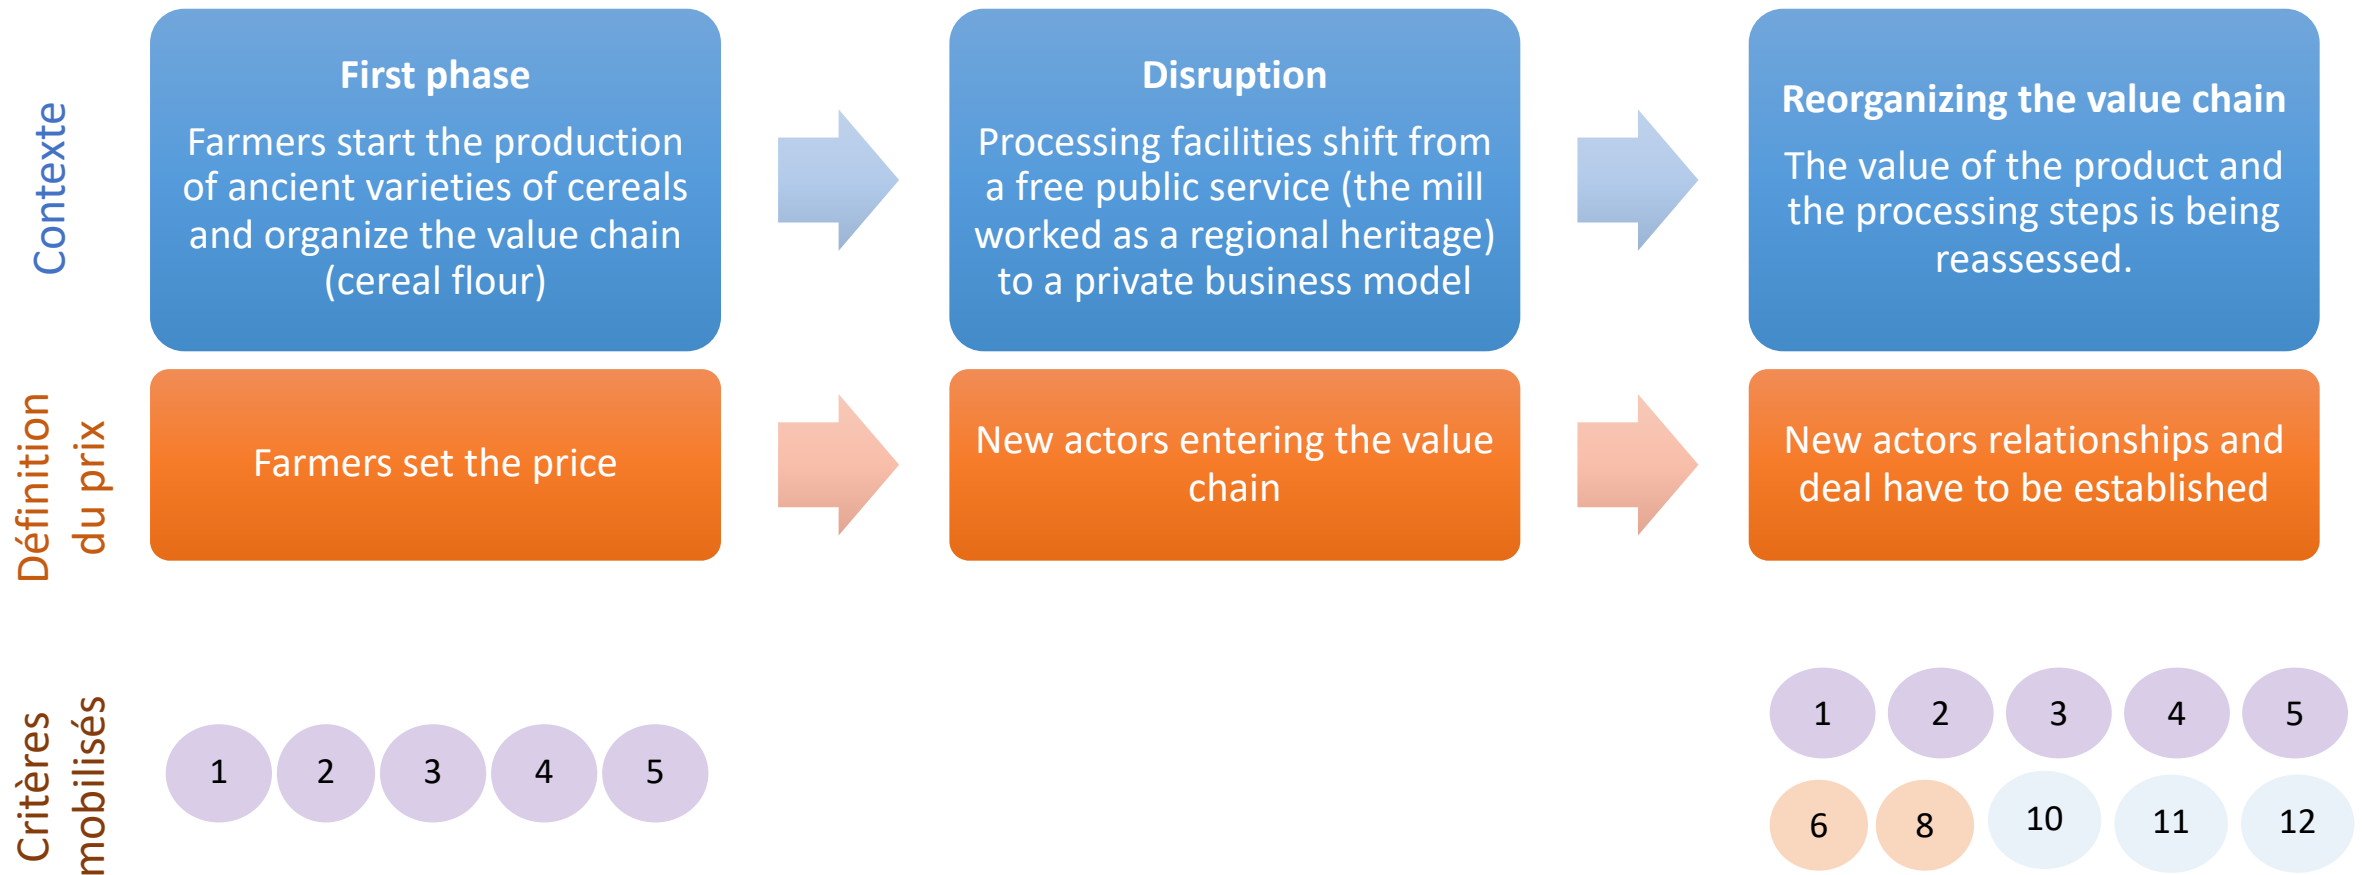 Contexte
First phase
Farmers start the production
of ancient varieties of cereals
and organize the value chain
(cereal flour)
Disruption
Processing facilities shift from
a free public service (the mill
worked as a regional heritage)
to a private business model
Reorganizing the value chain
The value of the product and
the processing steps is being
reassessed.
Définition
du prix
Farmers set the price
New actors entering the value
chain
New actors relationships and
deal have to be established
Critères
mobilisés
1 2 3 4 5
1 2 3 4 5
6 8 10 11 12